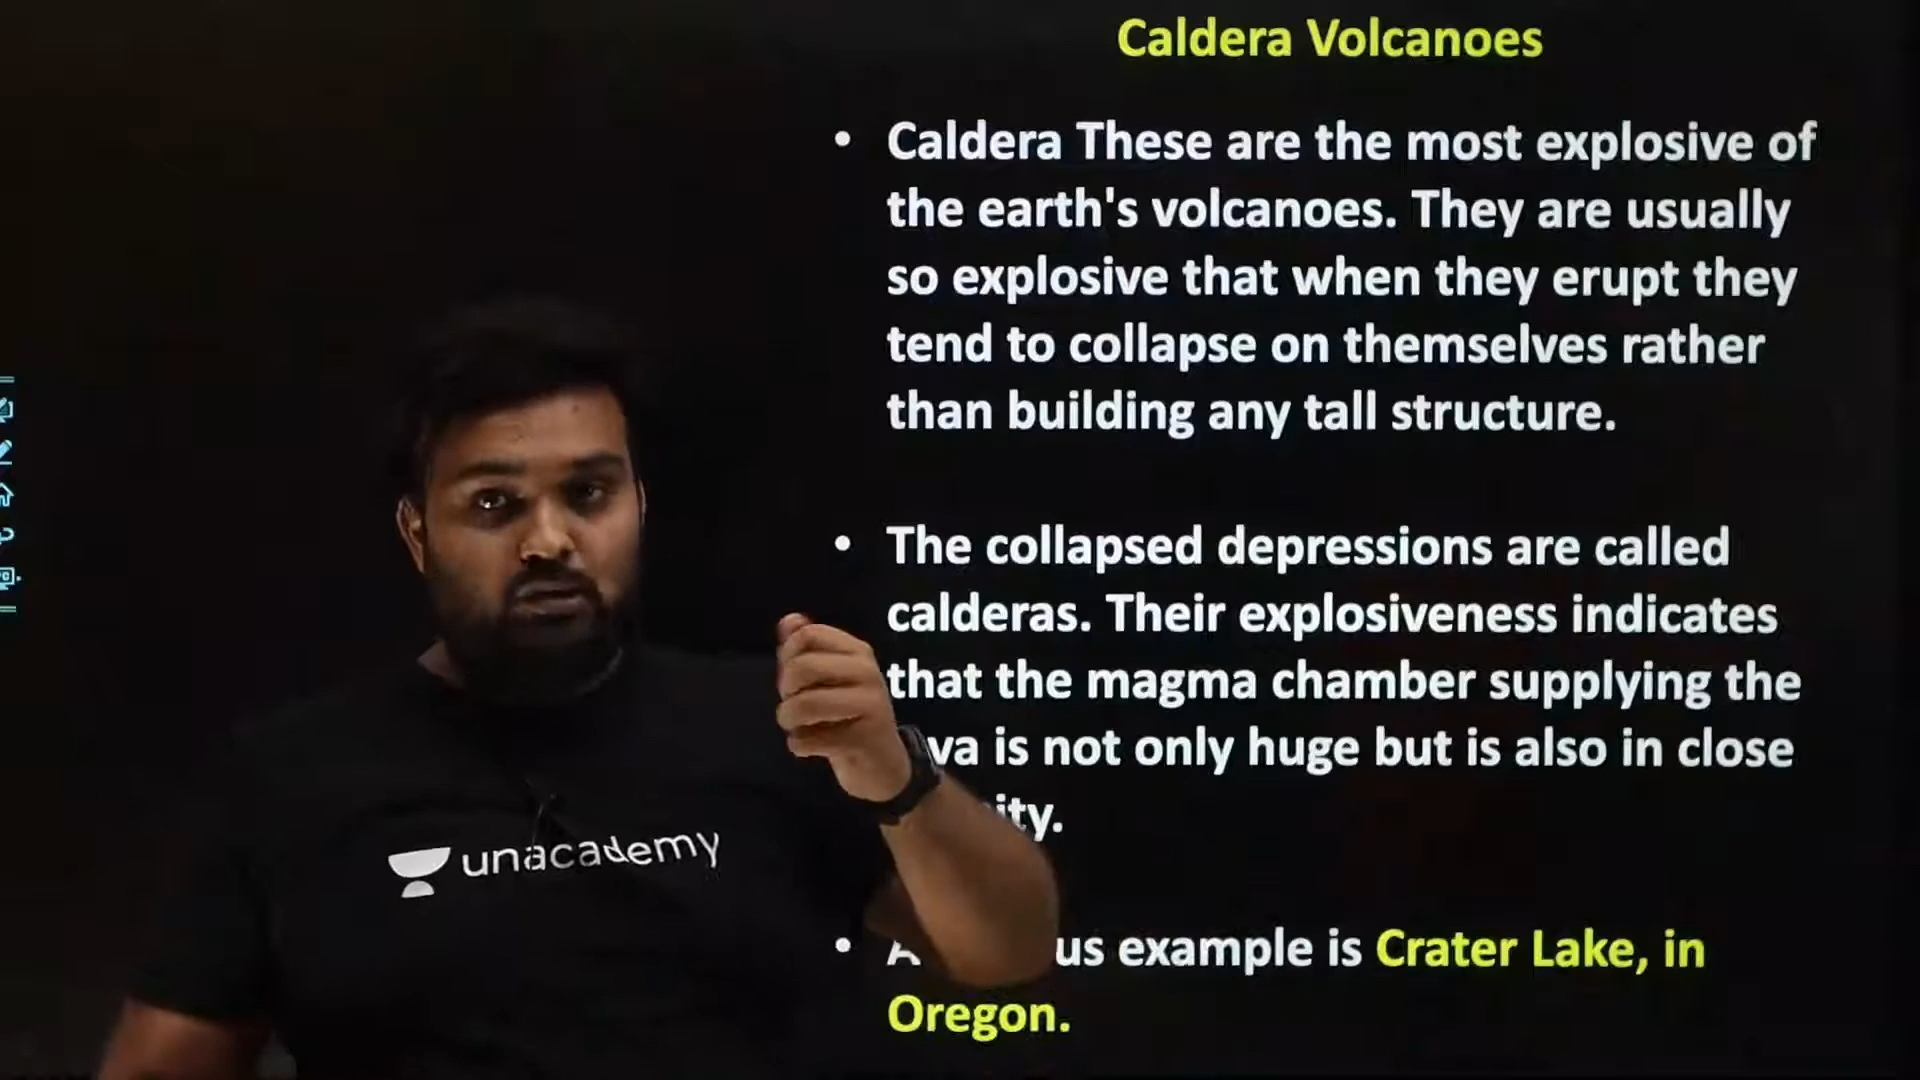 Caldera Volcanoes
• Caldera These are the most explosive of
the earth's volcanoes. They are usually
so explosive that when they erupt they
tend to collapse on themselves rather
than building any tall structure.
• The collapsed depressions are called
calderas. Their explosiveness indicates
that the magma chamber supplying the
va is not only huge but is also in close
ity.
• A us example is Crater Lake, in
Oregon.
unacademy